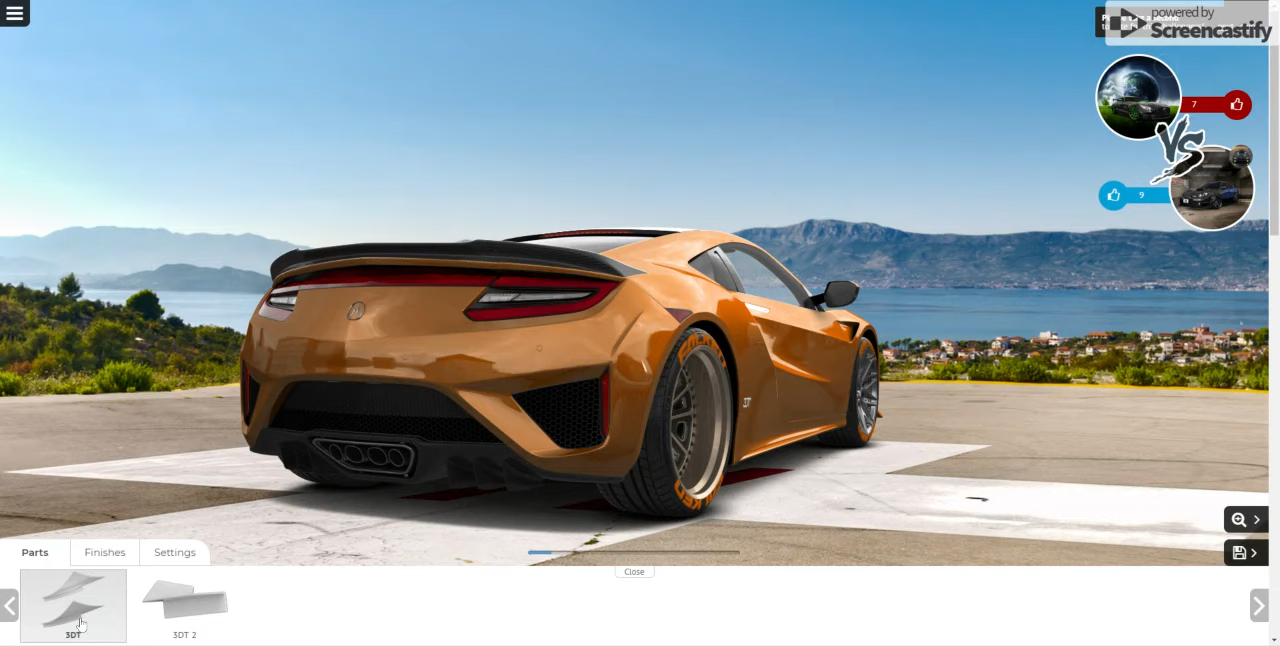 powered by
Screencastify
7
VS
9
Parts
Finishes
Settings
Close
3DT
3DT 2